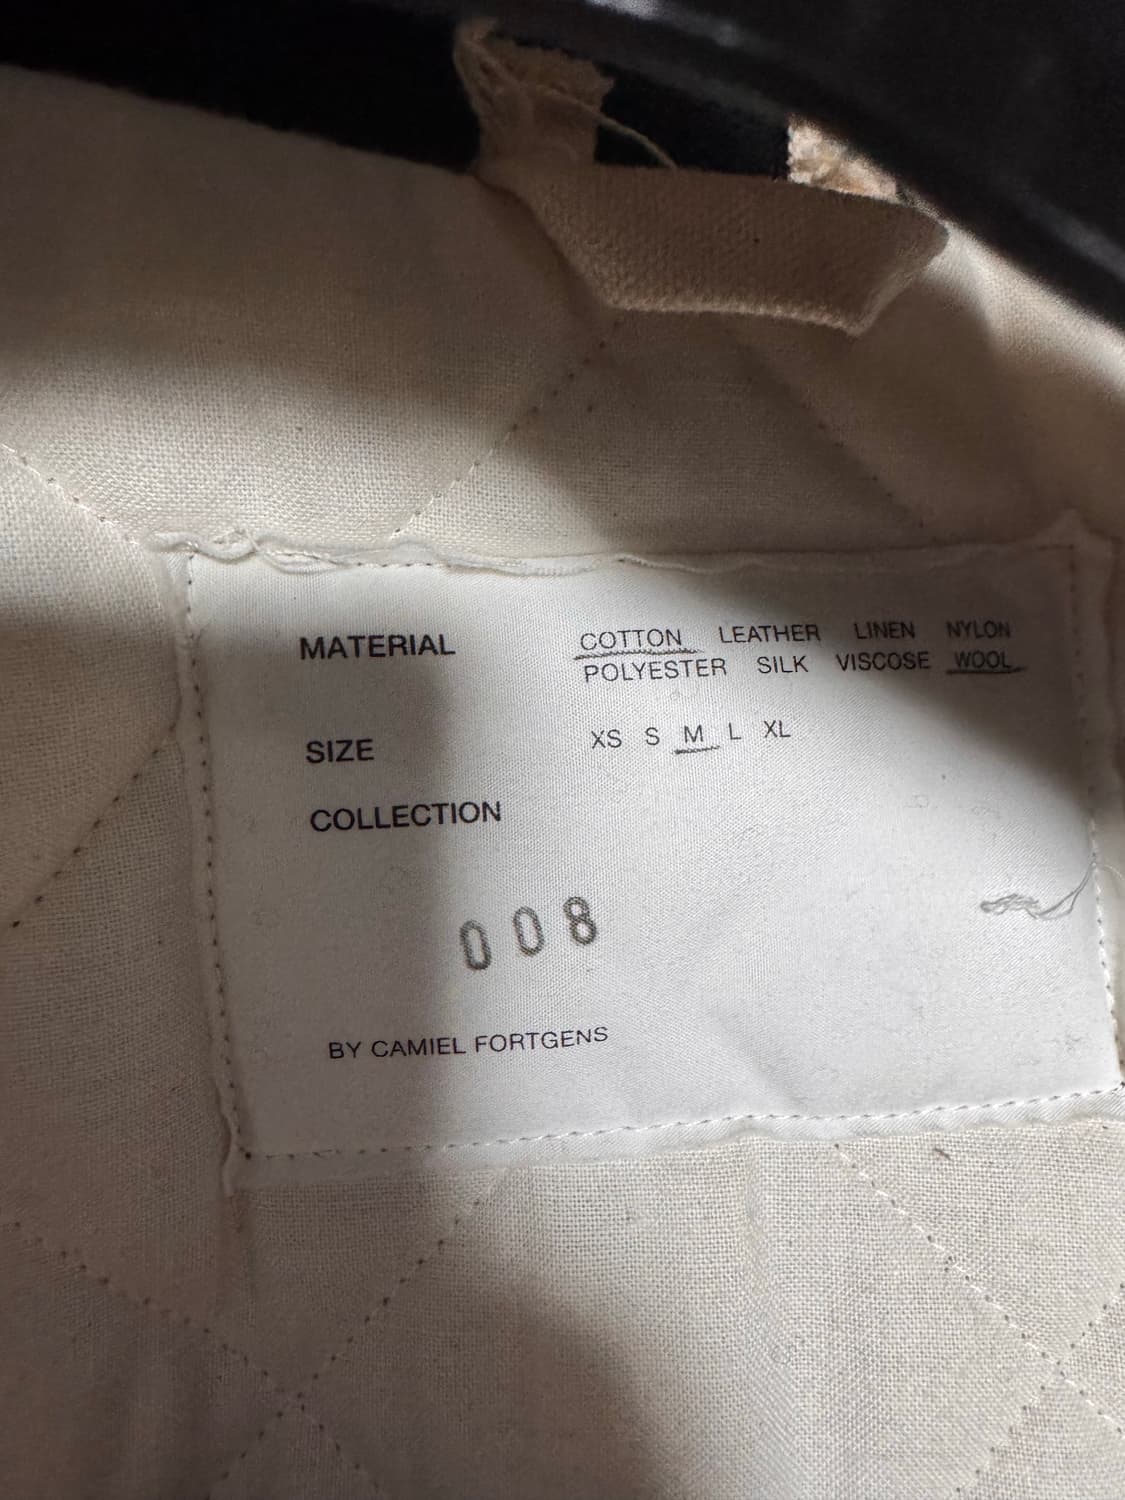 MATERIAL COTTON LEATHER LINEN NYLON
POLYESTER SILK VISCOSE WOOL
SIZE XS S M L XL
COLLECTION
008
BY CAMIEL FORTGENS